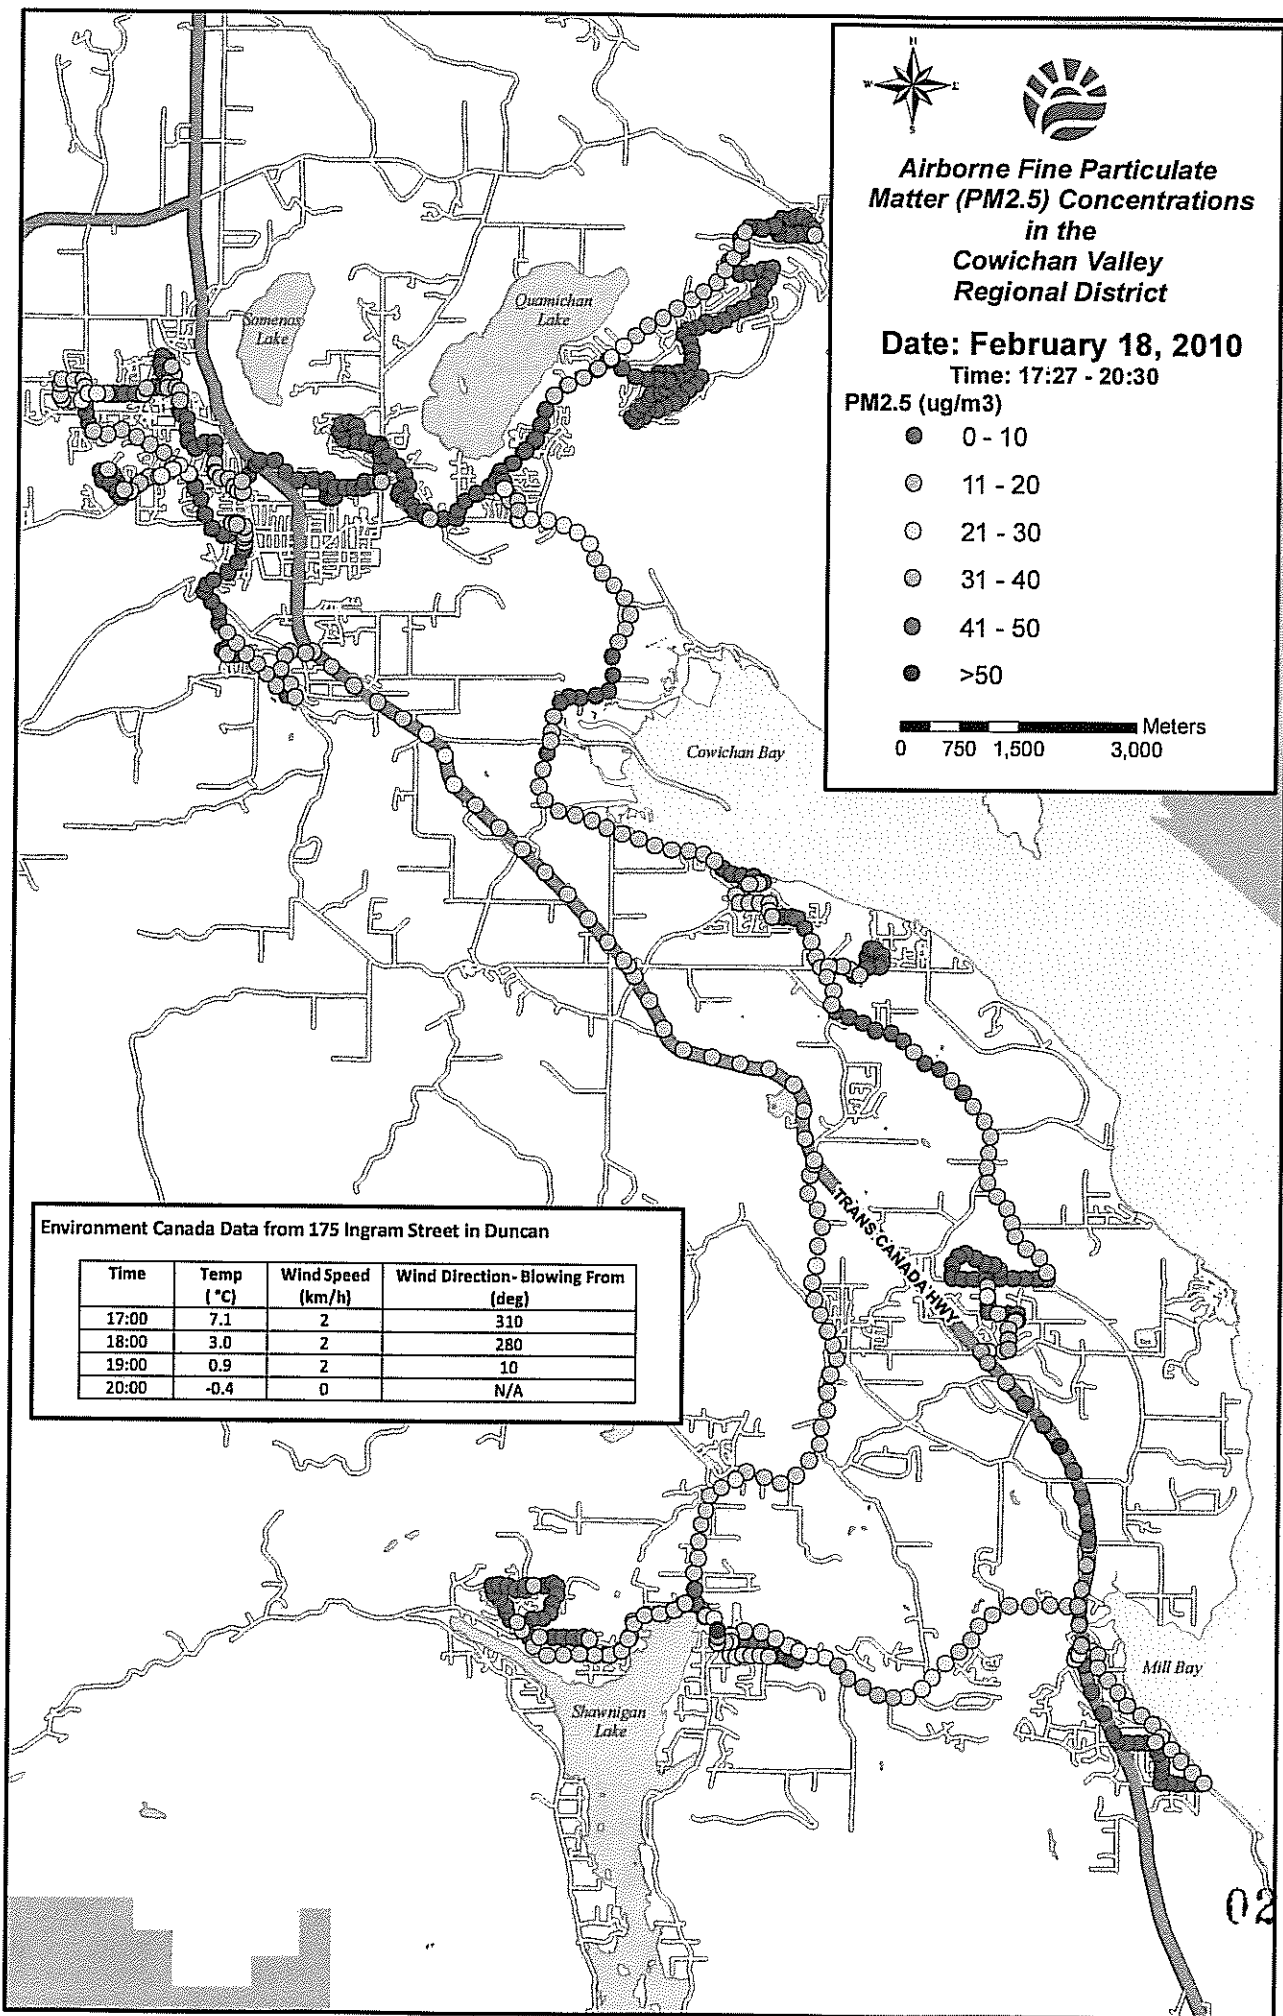 N
W E
S
Airborne Fine Particulate
Matter (PM2.5) Concentrations
in the
Cowichan Valley
Regional District
Date: February 18, 2010
Time: 17:27 - 20:30
PM2.5 (ug/m3)
0 - 10
11 - 20
21 - 30
31 - 40
41 - 50
>50
Meters
0 750 1,500 3,000
Somenos
Lake
Quamichan
Lake
Cowichan Bay
TRANS CANADA HWY
Environment Canada Data from 175 Ingram Street in Duncan
Time Temp Wind Speed Wind Direction- Blowing From
(°C) (km/h) (deg)
17:00 7.1 2 310
18:00 3.0 2 280
19:00 0.9 2 10
20:00 -0.4 0 N/A
Mill Bay
Shawnigan
Lake
02